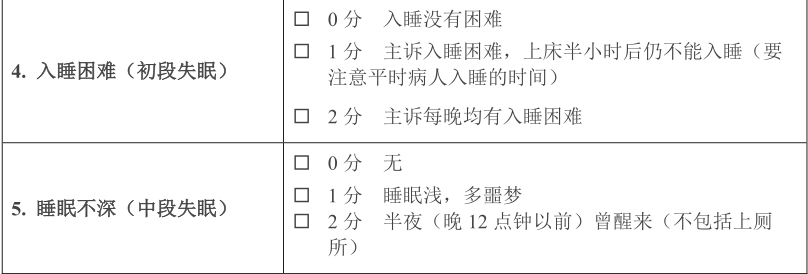 4. 入睡困难（初段失眠）
□ 0 分 入睡没有困难
□ 1 分 主诉入睡困难，上床半小时后仍不能入睡（要
注意平时病人入睡的时间）
□ 2 分 主诉每晚均有入睡困难
5. 睡眠不深（中段失眠）
□ 0 分 无
□ 1 分 睡眠浅，多噩梦
□ 2 分 半夜（晚 12 点钟以前）曾醒来（不包括上厕
所）